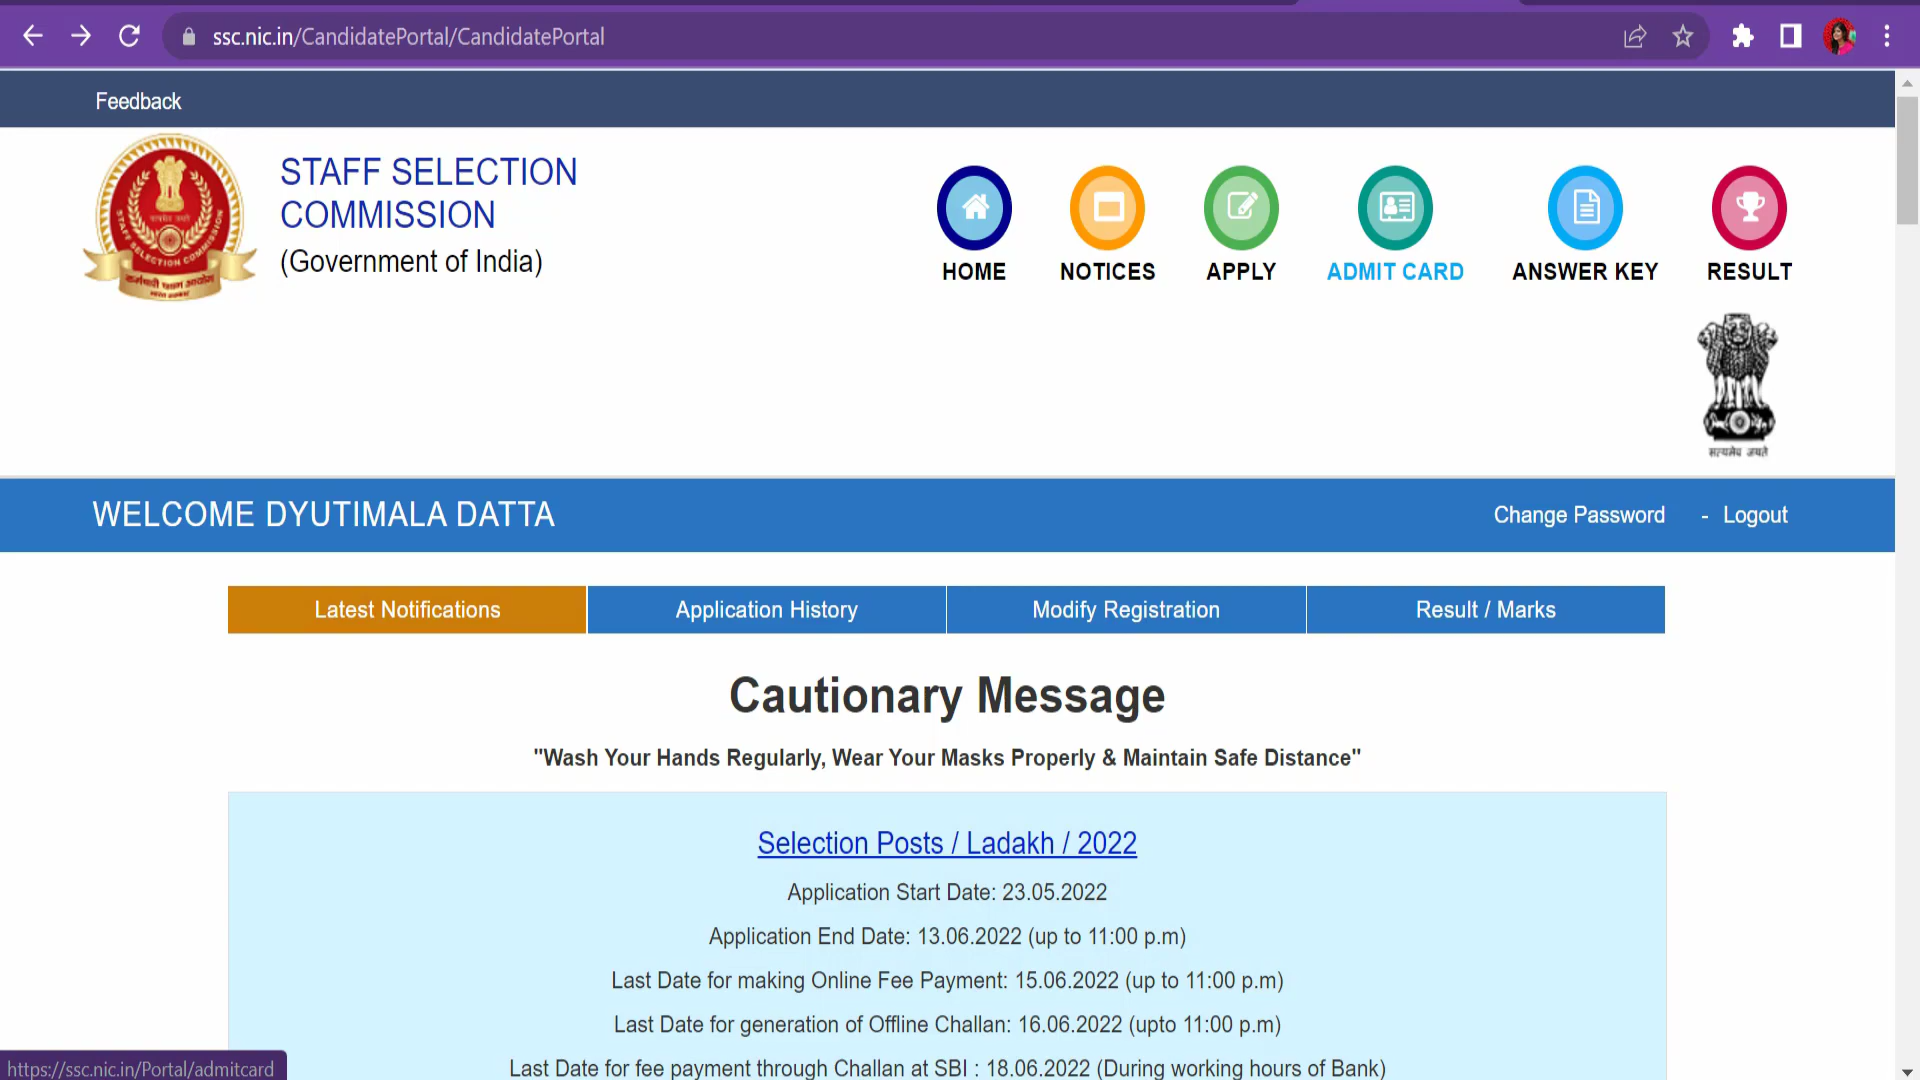 ssc.nic.in/CandidatePortal/CandidatePortal
Feedback
STAFF SELECTION
COMMISSION
(Government of India)
STAFF SELECTION COMMISSION
HOME
NOTICES
APPLY
ADMIT CARD
ANSWER KEY
RESULT
सत्यमेव जयते
WELCOME DYUTIMALA DATTA
Change Password - Logout
Latest Notifications
Application History
Modify Registration
Result / Marks
Cautionary Message
"Wash Your Hands Regularly, Wear Your Masks Properly & Maintain Safe Distance"
Selection Posts / Ladakh / 2022
Application Start Date: 23.05.2022
Application End Date: 13.06.2022 (up to 11:00 p.m)
Last Date for making Online Fee Payment: 15.06.2022 (up to 11:00 p.m)
Last Date for generation of Offline Challan: 16.06.2022 (upto 11:00 p.m)
Last Date for fee payment through Challan at SBI : 18.06.2022 (During working hours of Bank)
https://ssc.nic.in/Portal/admitcard